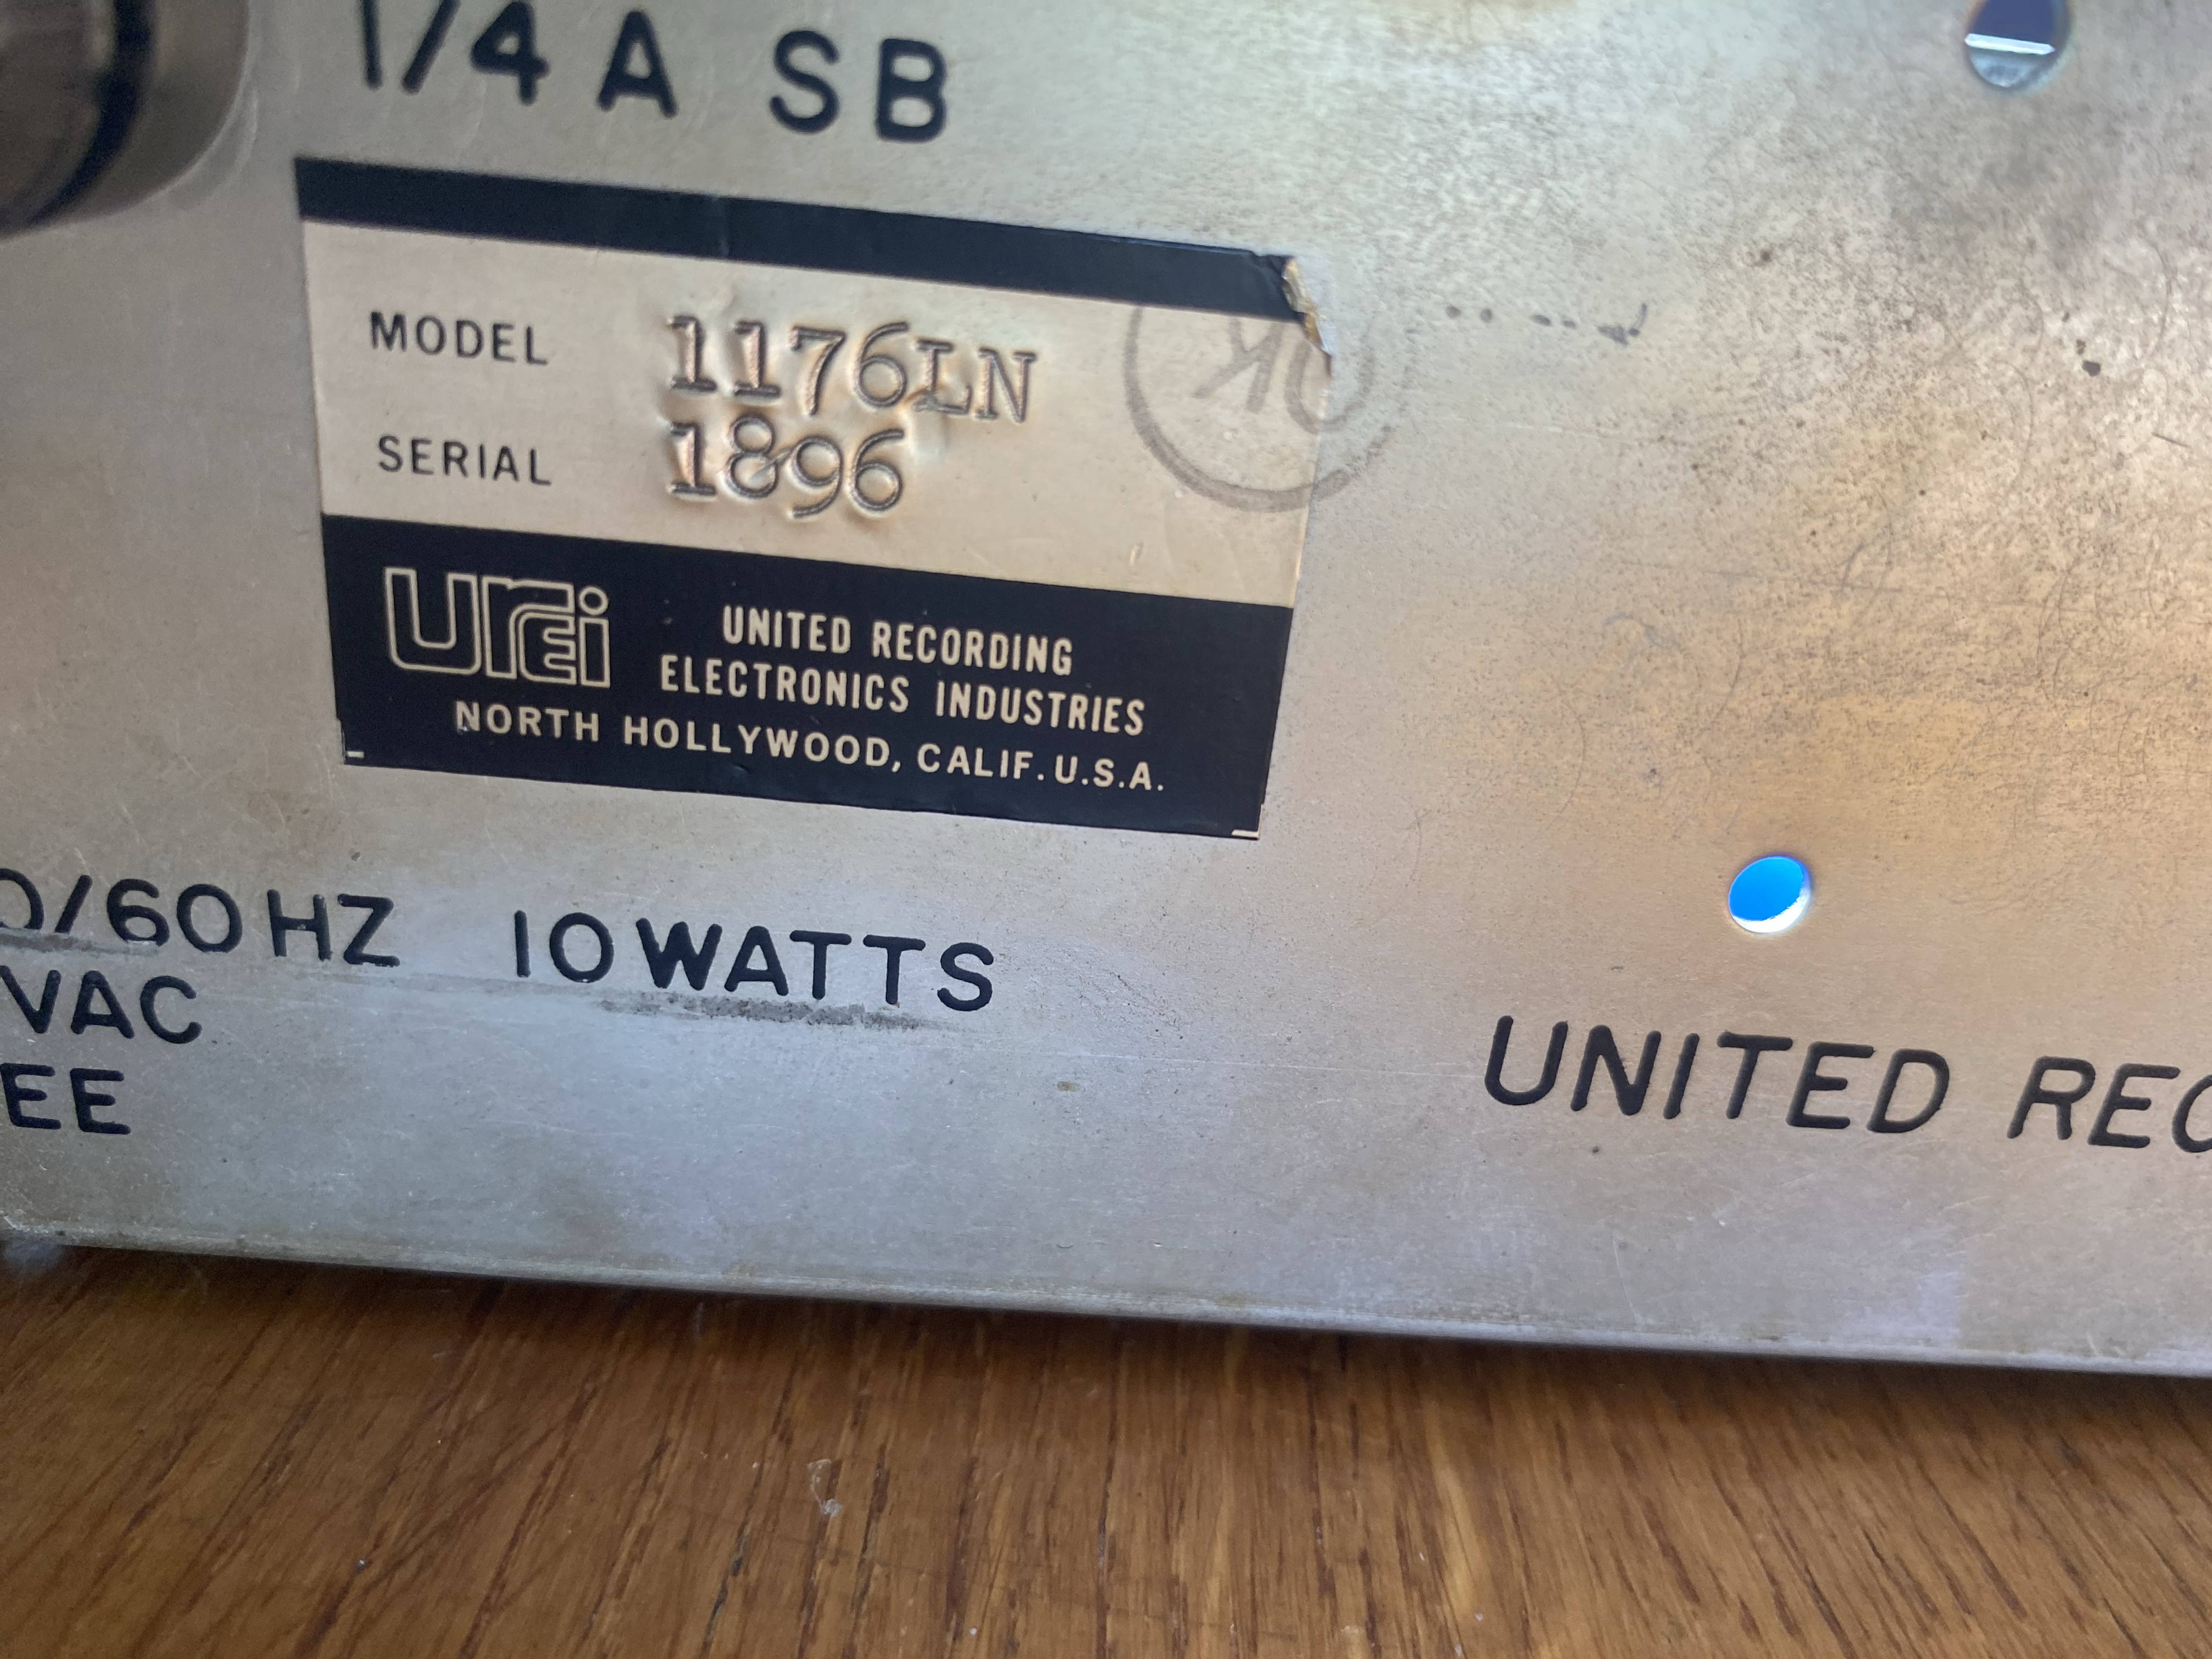 1/4 A SB
MODEL 1176LN
SERIAL 1896
urei
UNITED RECORDING
ELECTRONICS INDUSTRIES
NORTH HOLLYWOOD, CALIF. U.S.A.
OK
0/60 HZ 10 WATTS
VAC
EE
UNITED REC